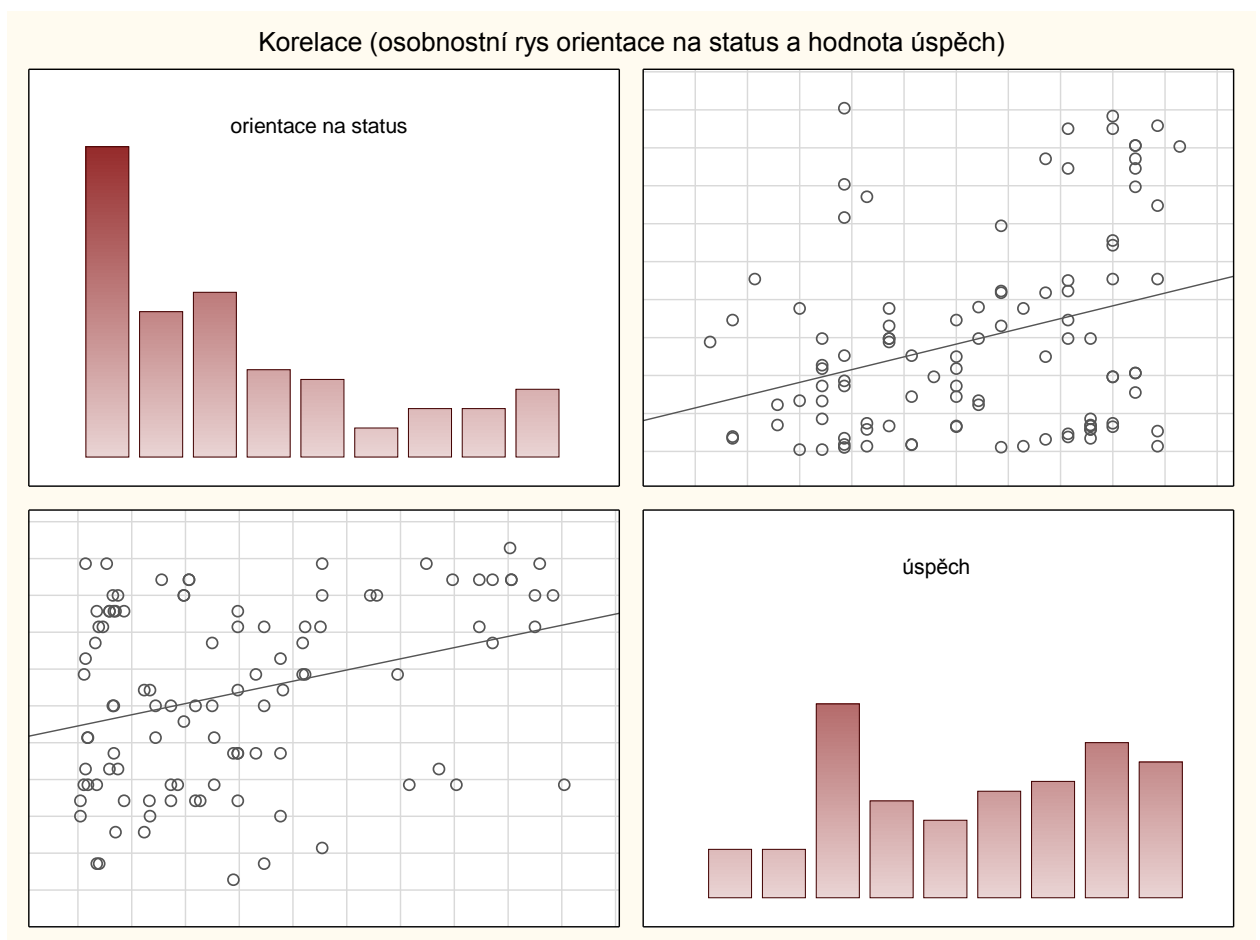 Korelace (osobnostní rys orientace na status a hodnota úspěch)
orientace na status
úspěch